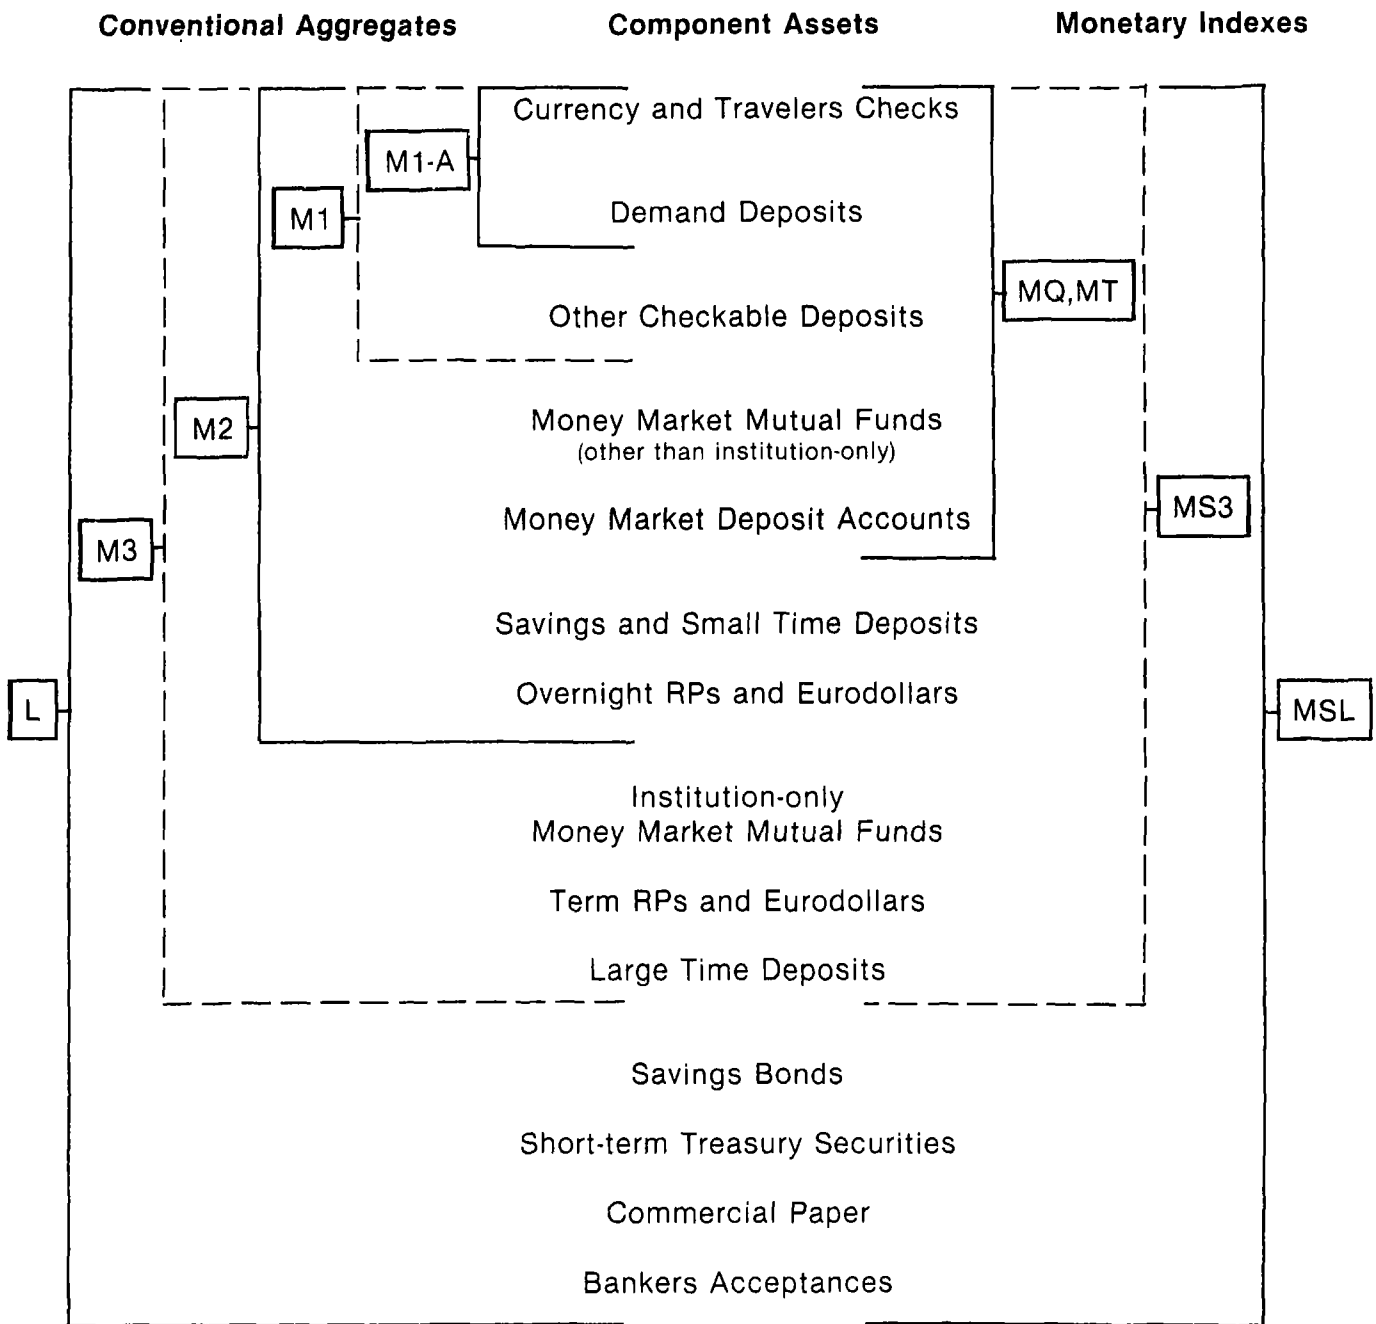 Conventional Aggregates
Component Assets
Monetary Indexes
Currency and Travelers Checks
M1-A
Demand Deposits
M1
MQ,MT
Other Checkable Deposits
Money Market Mutual Funds
(other than institution-only)
M2
MS3
Money Market Deposit Accounts
M3
Savings and Small Time Deposits
Overnight RPs and Eurodollars
L
MSL
Institution-only
Money Market Mutual Funds
Term RPs and Eurodollars
Large Time Deposits
Savings Bonds
Short-term Treasury Securities
Commercial Paper
Bankers Acceptances